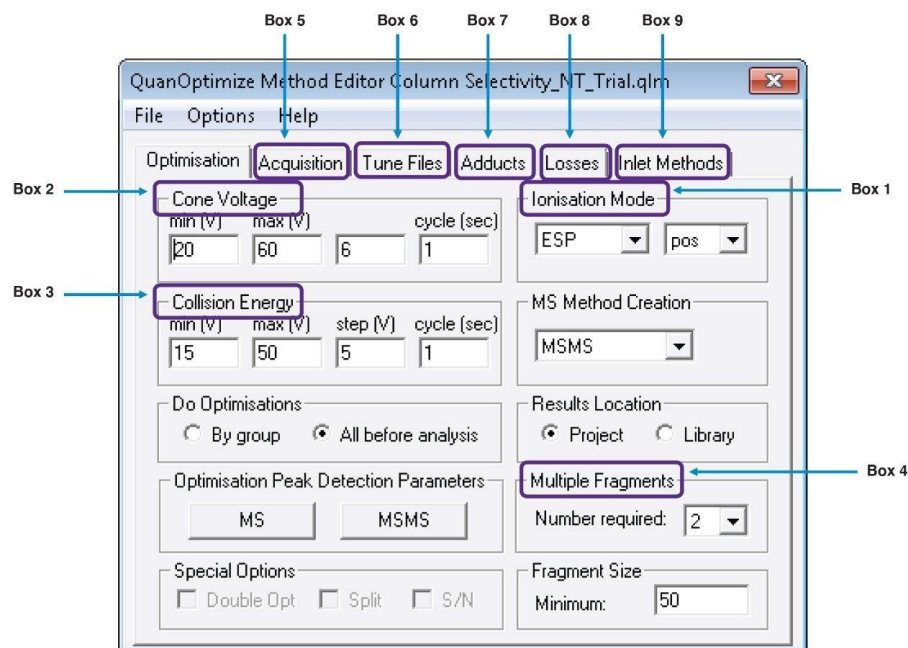 Box 5 Box 6 Box 7 Box 8 Box 9
QuanOptimize Method Editor Column Selectivity_NT_Trial.qlm
File Options Help
Optimisation Acquisition Tune Files Adducts Losses Inlet Methods
Box 2
Cone Voltage
min (V) max (V) cycle (sec)
20 60 6 1
Ionisation Mode
Box 1
ESP pos
Box 3
Collision Energy
min (V) max (V) step (V) cycle (sec)
15 50 5 1
MS Method Creation
MSMS
Do Optimisations
By group All before analysis
Results Location
Project Library
Optimisation Peak Detection Parameters
MS MSMS
Multiple Fragments
Box 4
Number required: 2
Special Options
Double Opt Split S/N
Fragment Size
Minimum: 50